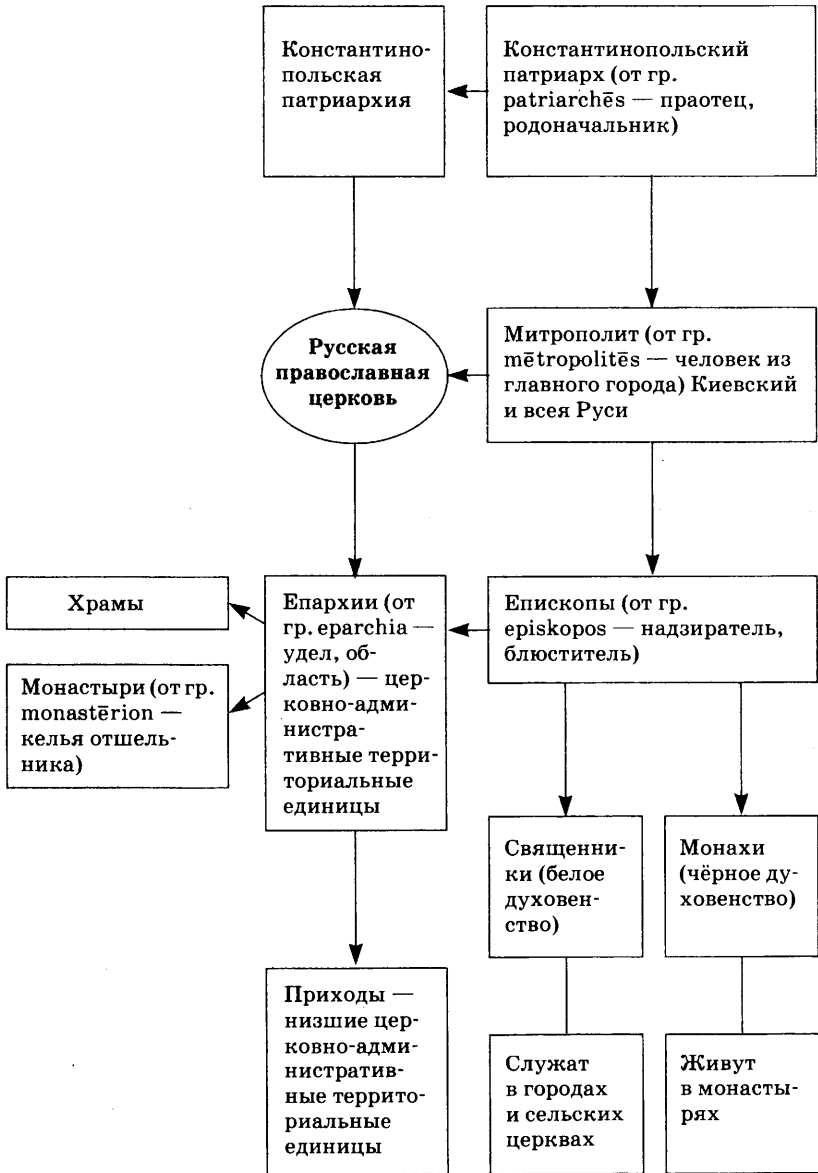 Константино-
польская
патриархия
Константинопольский
патриарх (от гр.
patriarchēs — праотец,
родоначальник)
Русская
православная
церковь
Митрополит (от гр.
mētropolitēs — человек из
главного города) Киевский
и всея Руси
Храмы
Монастыри (от гр.
monastērion —
келья отшель-
ника)
Епархии (от
гр. eparchia —
удел, об-
ласть) — цер-
ковно-адми-
нистра-
тивные терри-
ториальные
единицы
Епископы (от гр.
episkopos — надзиратель,
блюститель)
Священни-
ки (белое
духовен-
ство)
Монахи
(чёрное ду-
ховенство)
Приходы —
низшие цер-
ковно-адми-
нистратив-
ные террито-
риальные
единицы
Служат
в городах
и сельских
церквах
Живут
в монасты-
рях